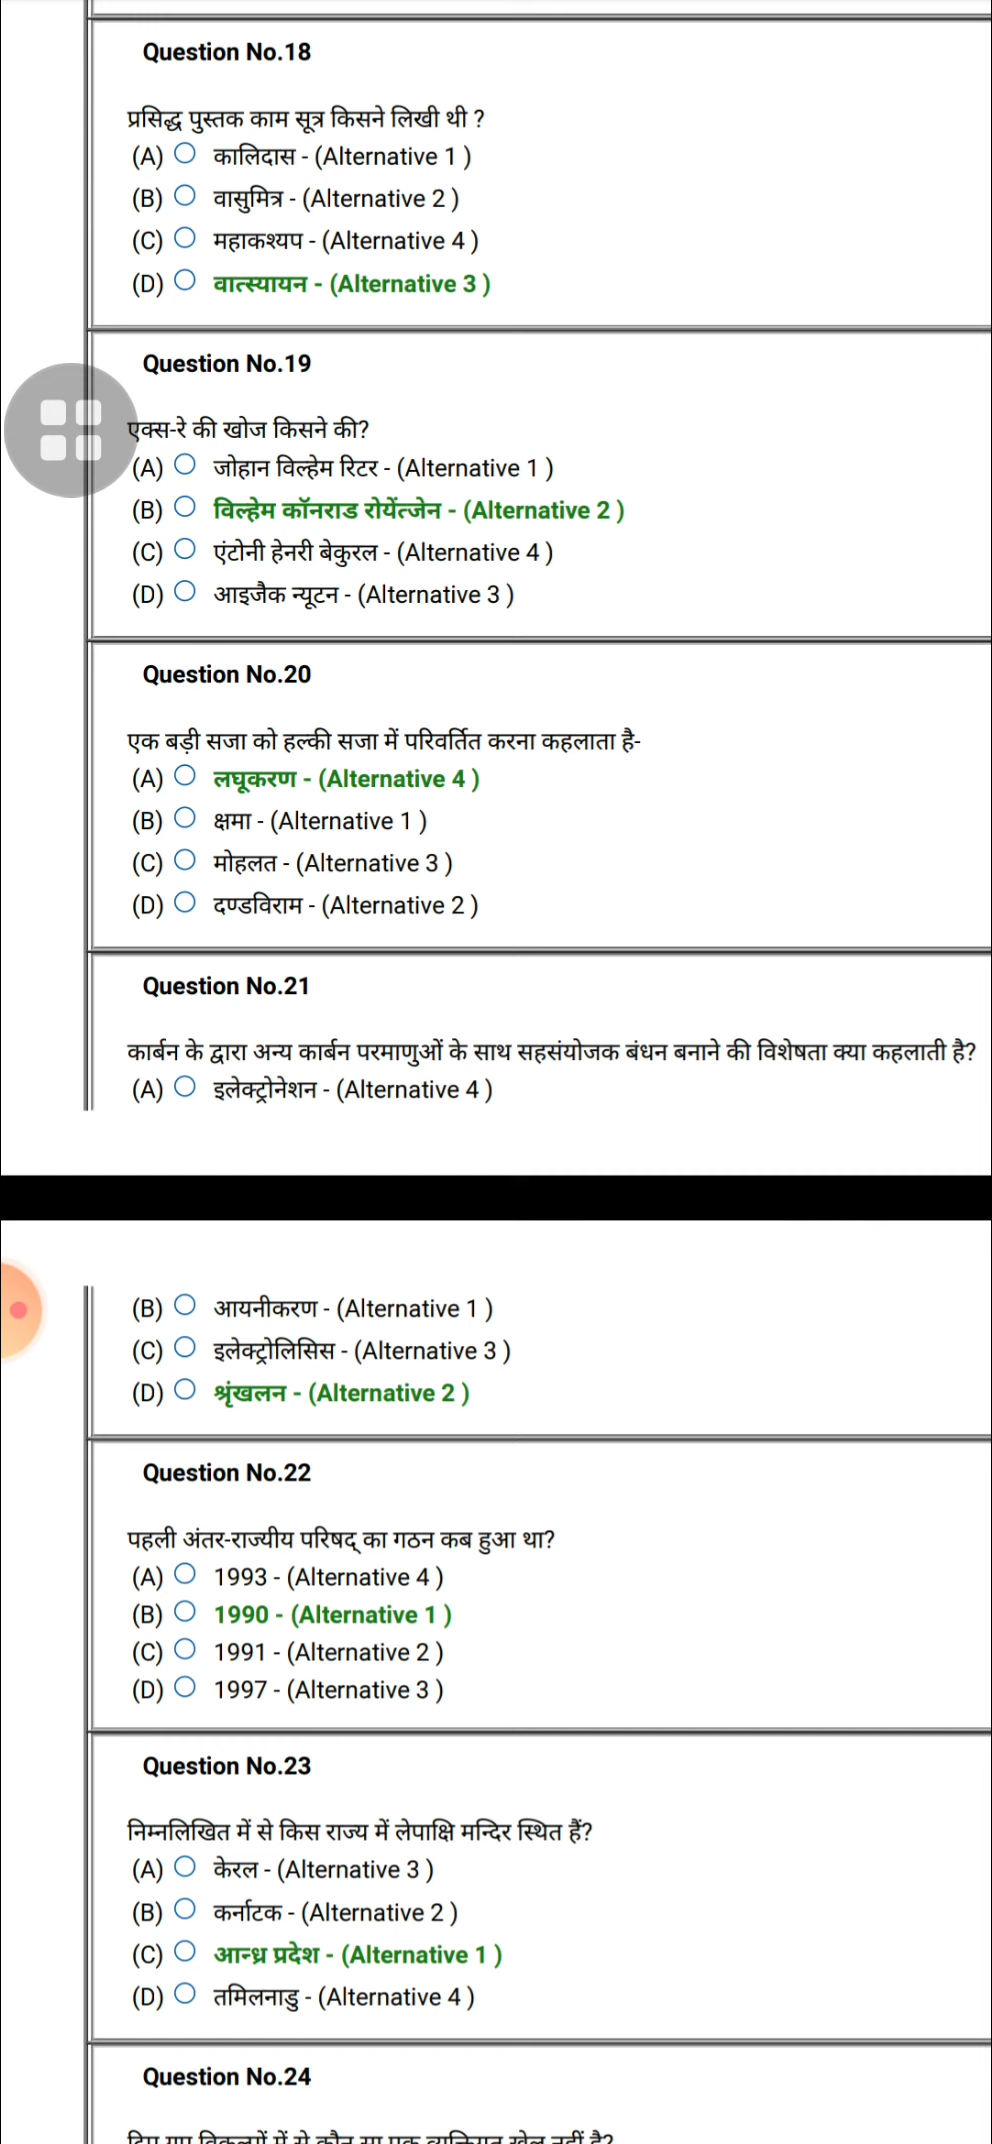 Question No.18
प्रसिद्ध पुस्तक काम सूत्र किसने लिखी थी ?
(A) कालिदास - (Alternative 1 )
(B) वासुमित्र - (Alternative 2 )
(C) महाकश्यप - (Alternative 4 )
(D) वात्स्यायन - (Alternative 3 )
Question No.19
एक्स-रे की खोज किसने की?
(A) जोहान विल्हेम रिटर - (Alternative 1 )
(B) विल्हेम कॉनराड रोयेंत्जेन - (Alternative 2 )
(C) एंटोनी हेनरी बेकुरल - (Alternative 4 )
(D) आइजैक न्यूटन - (Alternative 3 )
Question No.20
एक बड़ी सजा को हल्की सजा में परिवर्तित करना कहलाता है-
(A) लघूकरण - (Alternative 4 )
(B) क्षमा - (Alternative 1 )
(C) मोहलत - (Alternative 3 )
(D) दण्डविराम - (Alternative 2 )
Question No.21
कार्बन के द्वारा अन्य कार्बन परमाणुओं के साथ सहसंयोजक बंधन बनाने की विशेषता क्या कहलाती है?
(A) इलेक्ट्रोनेशन - (Alternative 4 )
(B) आयनीकरण - (Alternative 1 )
(C) इलेक्ट्रोलिसिस - (Alternative 3 )
(D) श्रृंखलन - (Alternative 2 )
Question No.22
पहली अंतर-राज्यीय परिषद् का गठन कब हुआ था?
(A) 1993 - (Alternative 4 )
(B) 1990 - (Alternative 1 )
(C) 1991 - (Alternative 2 )
(D) 1997 - (Alternative 3 )
Question No.23
निम्नलिखित में से किस राज्य में लेपाक्षि मन्दिर स्थित हैं?
(A) केरल - (Alternative 3 )
(B) कर्नाटक - (Alternative 2 )
(C) आन्ध्र प्रदेश - (Alternative 1 )
(D) तमिलनाडु - (Alternative 4 )
Question No.24
दिए गए विकल्पों में से कौन सा एक व्यक्तिगत खेल नहीं है?